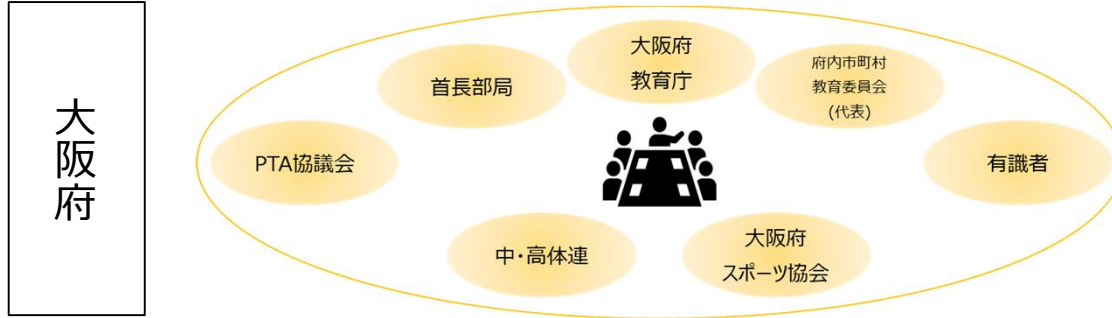 大阪府
首長部局
大阪府
教育庁
府内市町村
教育委員会
(代表)
PTA協議会
有識者
中・高体連
大阪府
スポーツ協会